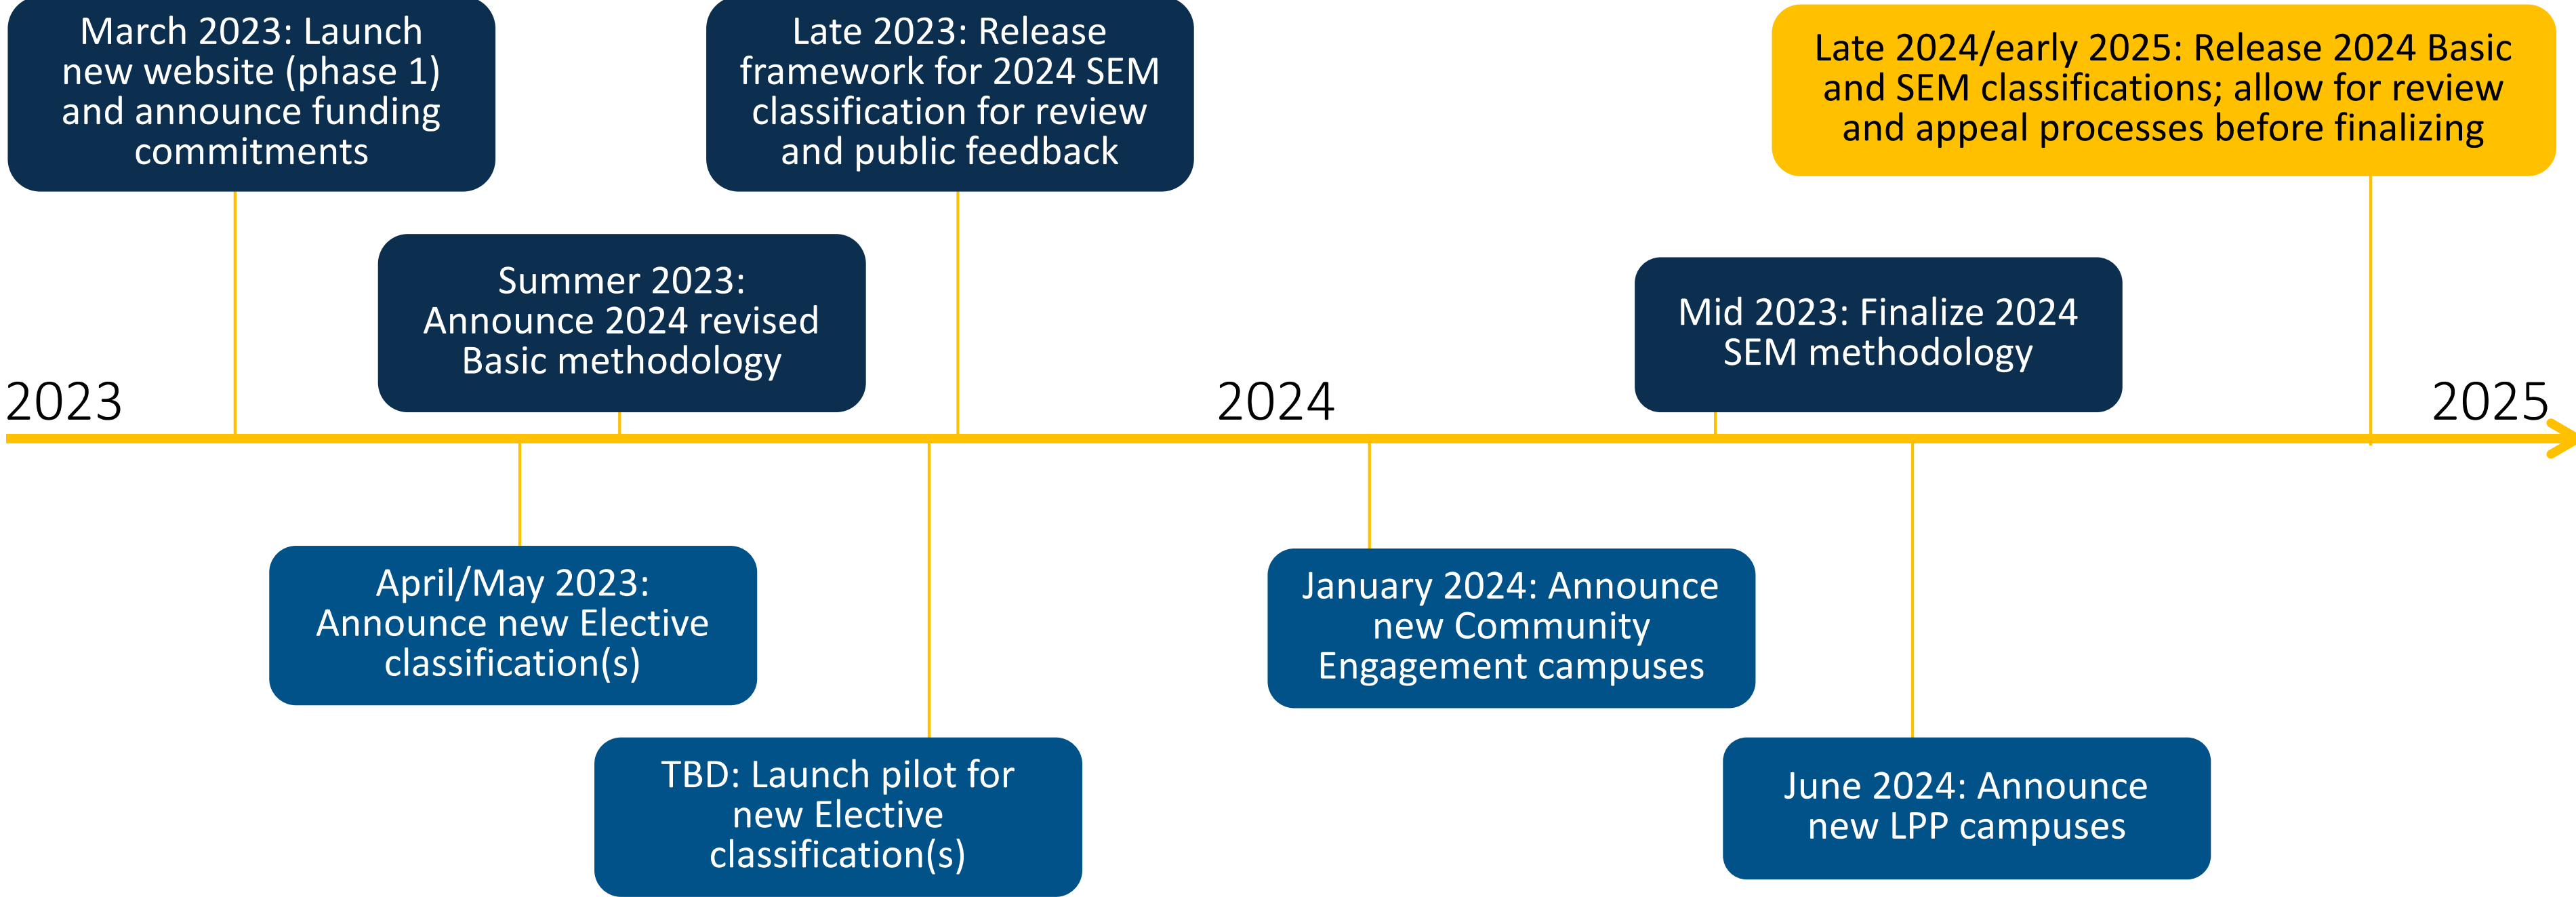 March 2023: Launch
new website (phase 1)
and announce funding
commitments
Late 2023: Release
framework for 2024 SEM
classification for review
and public feedback
Late 2024/early 2025: Release 2024 Basic
and SEM classifications; allow for review
and appeal processes before finalizing
Summer 2023:
Announce 2024 revised
Basic methodology
Mid 2023: Finalize 2024
SEM methodology
2023
2024
2025
April/May 2023:
Announce new Elective
classification(s)
January 2024: Announce
new Community
Engagement campuses
TBD: Launch pilot for
new Elective
classification(s)
June 2024: Announce
new LPP campuses